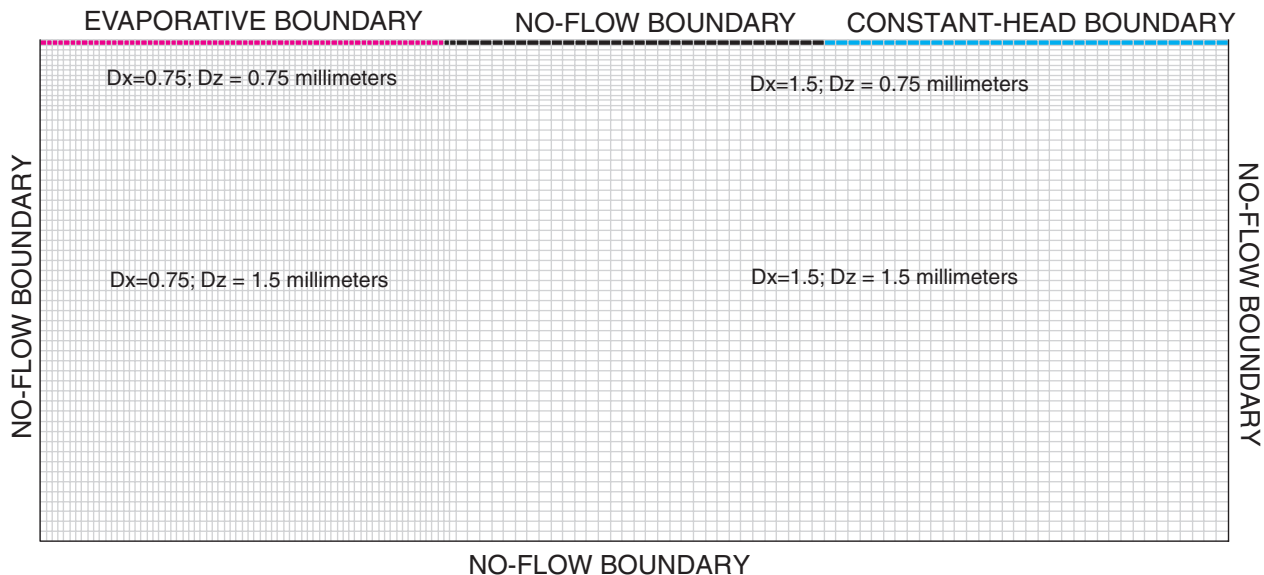 EVAPORATIVE BOUNDARY
NO-FLOW BOUNDARY
CONSTANT-HEAD BOUNDARY
Dx=0.75; Dz = 0.75 millimeters
Dx=1.5; Dz = 0.75 millimeters
NO-FLOW BOUNDARY
NO-FLOW BOUNDARY
Dx=0.75; Dz = 1.5 millimeters
Dx=1.5; Dz = 1.5 millimeters
NO-FLOW BOUNDARY